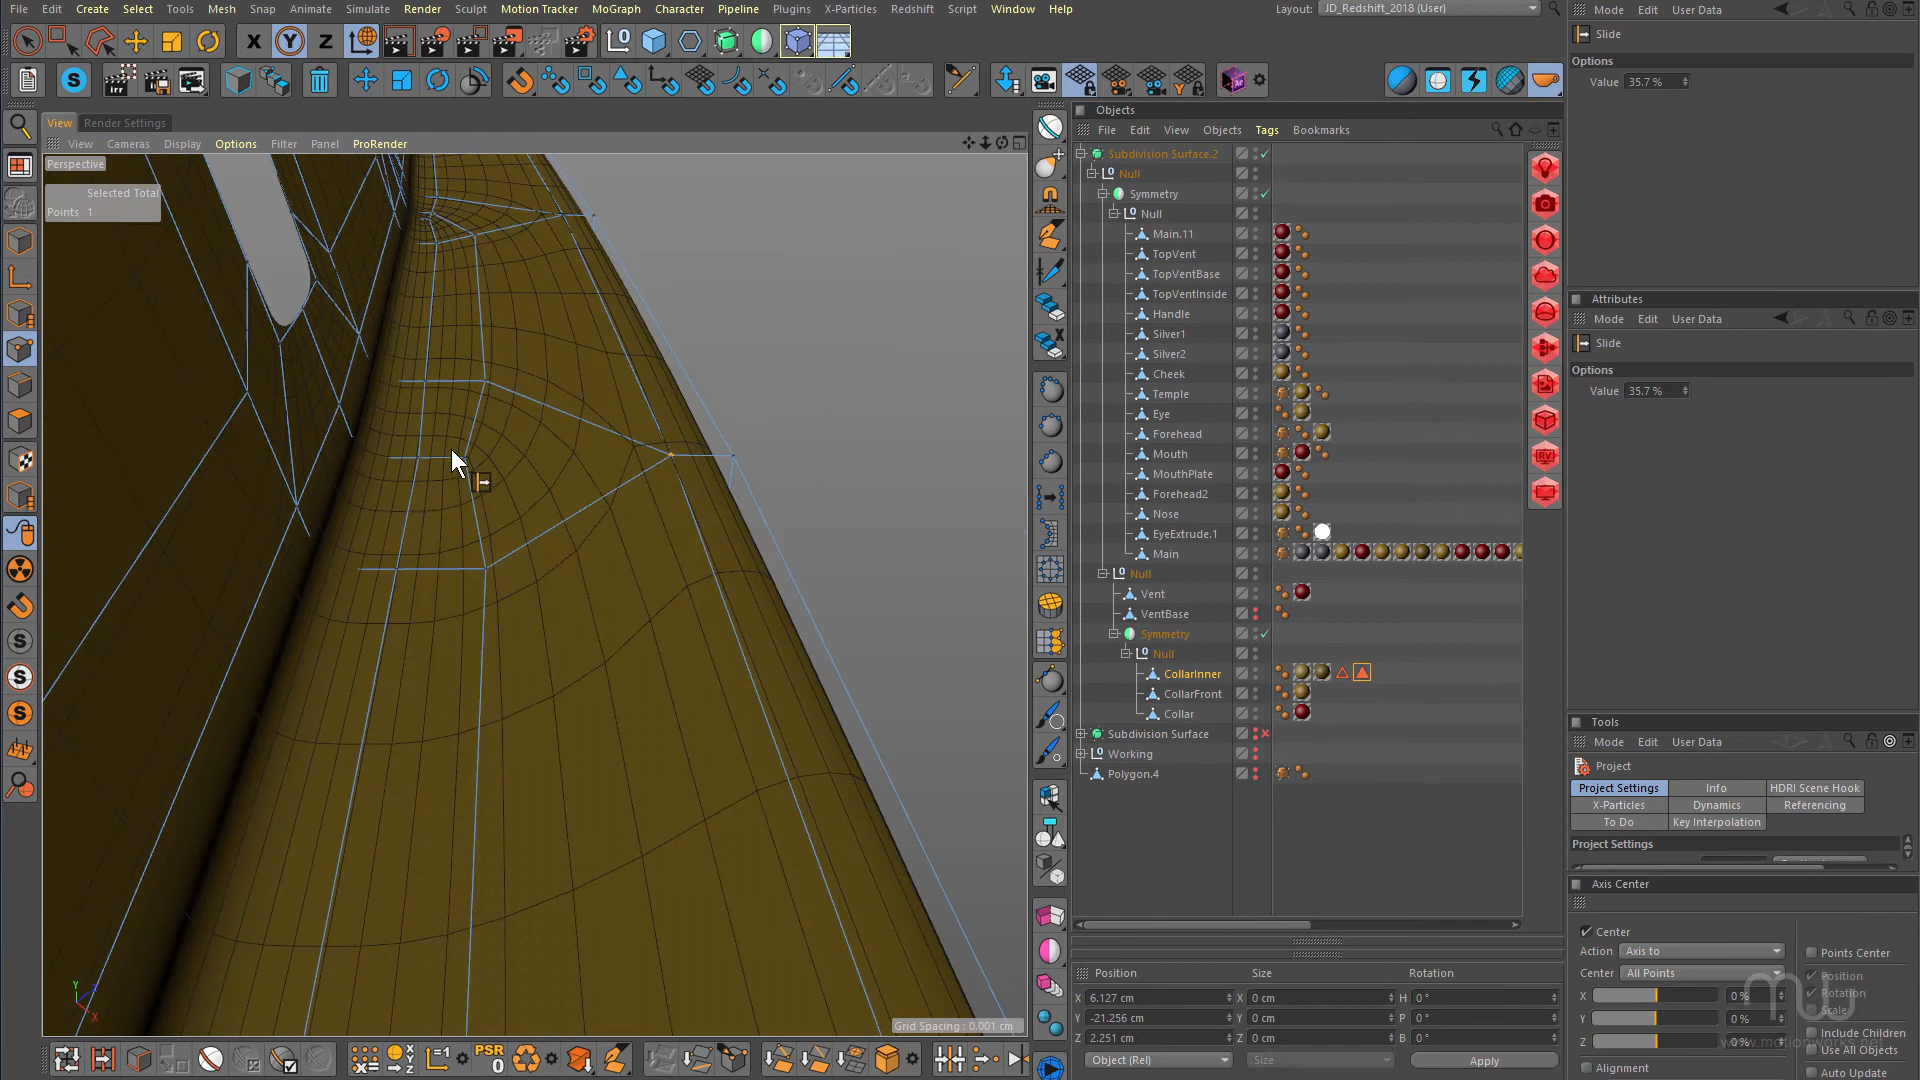 File Edit Create Select Tools Mesh Snap Animate Simulate Render Sculpt Motion Tracker MoGraph Character Pipeline Plugins X-Particles Redshift Script Window Help
Layout: JD_Redshift_2018 (User)
Mode Edit User Data
X Y Z
Slide
Options
Value 35.7 %
View Render Settings
View Cameras Display Options Filter Panel ProRender
Perspective
Selected Total
Points 1
Objects
File Edit View Objects Tags Bookmarks
Subdivision Surface.2
Null
Symmetry
Null
Main.11
TopVent
TopVentBase
TopVentInside
Handle
Silver1
Silver2
Cheek
Temple
Eye
Forehead
Mouth
MouthPlate
Forehead2
Nose
EyeExtrude.1
Main
Null
Vent
VentBase
Symmetry
Null
CollarInner
CollarFront
Collar
Subdivision Surface
Working
Polygon.4
Attributes
Mode Edit User Data
Slide
Options
Value 35.7 %
Tools
Mode Edit User Data
Project
Project Settings Info HDRI Scene Hook
X-Particles Dynamics Referencing
To Do Key Interpolation
Project Settings
Axis Center
Center
Action Axis to
Center All Points
X 0 %
Y 0 %
Z 0 %
Points Center
Position
Rotation
Scale
Include Children
Use All Objects
Alignment
Auto Update
Position Size Rotation
X 6.127 cm X 0 cm H 0 °
Y -21.256 cm Y 0 cm P 0 °
Z 2.251 cm Z 0 cm B 0 °
Object (Rel) Size Apply
Grid Spacing : 0.001 cm
Y
X
PSR
0
RV
www.motionworks.net